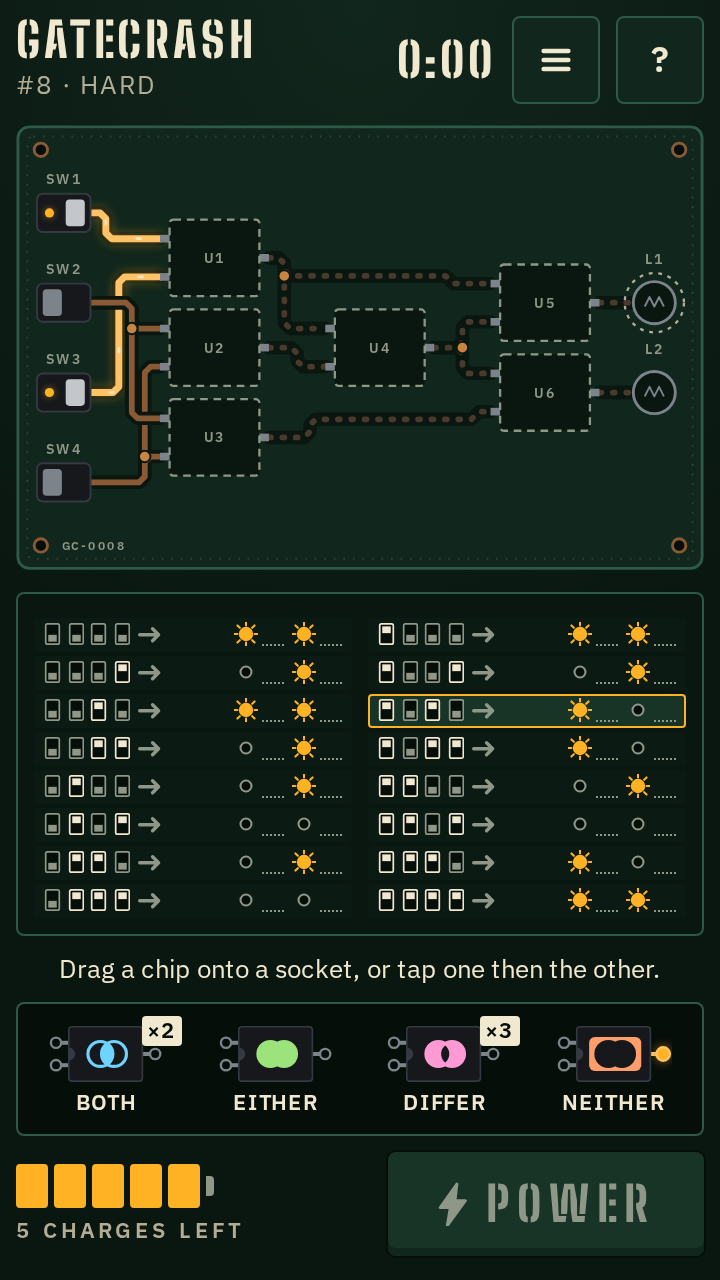 GATECRASH
#8 · HARD
0:00
?
SW1
SW2
SW3
SW4
U1
U2
U3
U4
U5
U6
L1
L2
GC-0008
Drag a chip onto a socket, or tap one then the other.
×2
×3
BOTH
EITHER
DIFFER
NEITHER
5 CHARGES LEFT
POWER